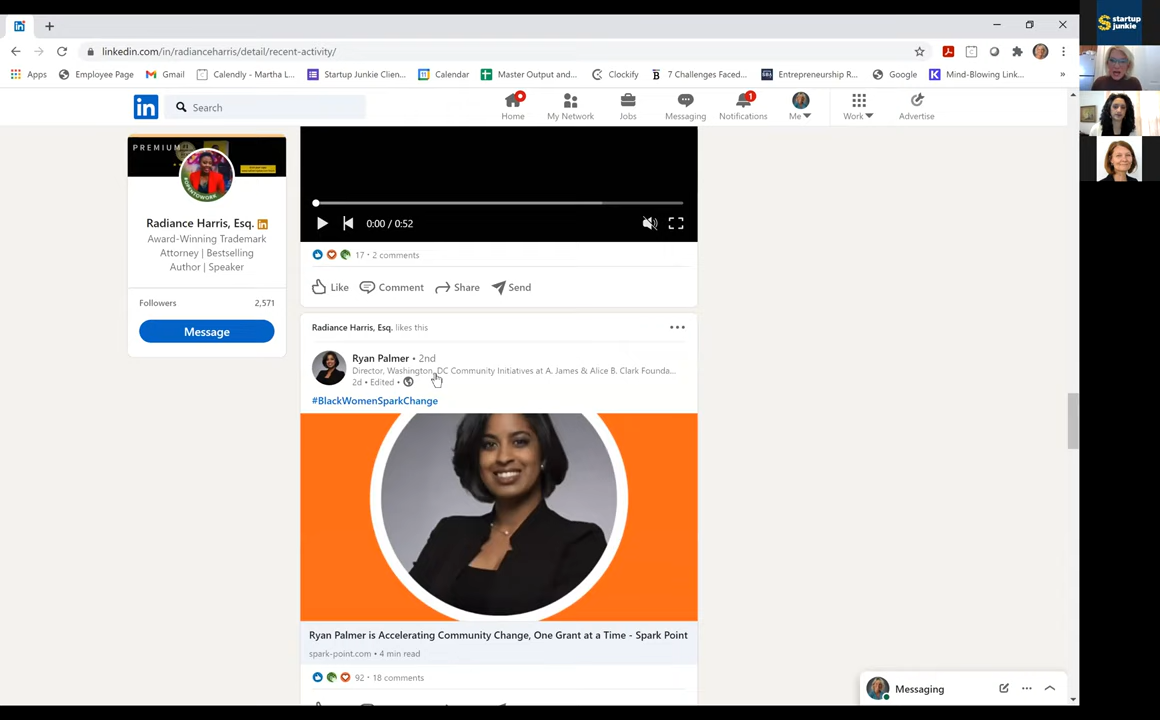 linkedin.com/in/radianceharris/detail/recent-activity/
startup
junkie
Apps
Employee Page
Gmail
Calendly - Martha L...
Startup Junkie Clien...
Calendar
Master Output and...
Clockify
7 Challenges Faced...
Entrepreneurship R...
Google
Mind-Blowing Link...
»
in
Search
Home
My Network
Jobs
Messaging
1
Notifications
Me
Work
Advertise
PREMIUM
#OPENTOWORK
Radiance Harris, Esq. in
Award-Winning Trademark
Attorney | Bestselling
Author | Speaker
Followers 2,571
Message
0:00 / 0:52
17 • 2 comments
Like Comment Share Send
Radiance Harris, Esq. likes this
Ryan Palmer • 2nd
Director, Washington, DC Community Initiatives at A. James & Alice B. Clark Founda...
2d • Edited •
#BlackWomenSparkChange
Ryan Palmer is Accelerating Community Change, One Grant at a Time - Spark Point
spark-point.com • 4 min read
92 • 18 comments
Messaging